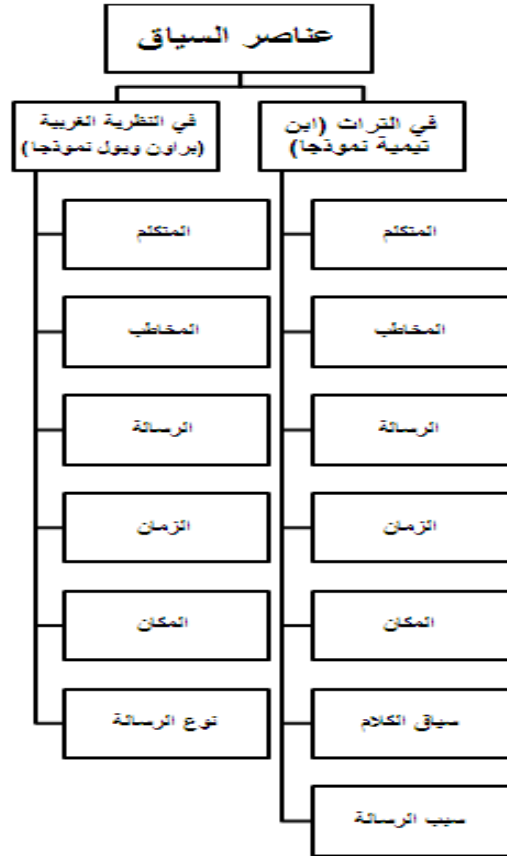 عناصر السياق
في التراث (ابن
تيمية نموذجا)
المتكلم
المخاطب
الرسالة
الزمان
المكان
سياق الكلام
سبب الرسالة
في النظرية الغربية
(براون ويول نموذجا)
المتكلم
المخاطب
الرسالة
الزمان
المكان
نوع الرسالة